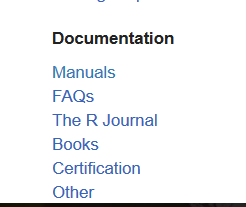 Documentation
Manuals
FAQs
The R Journal
Books
Certification
Other